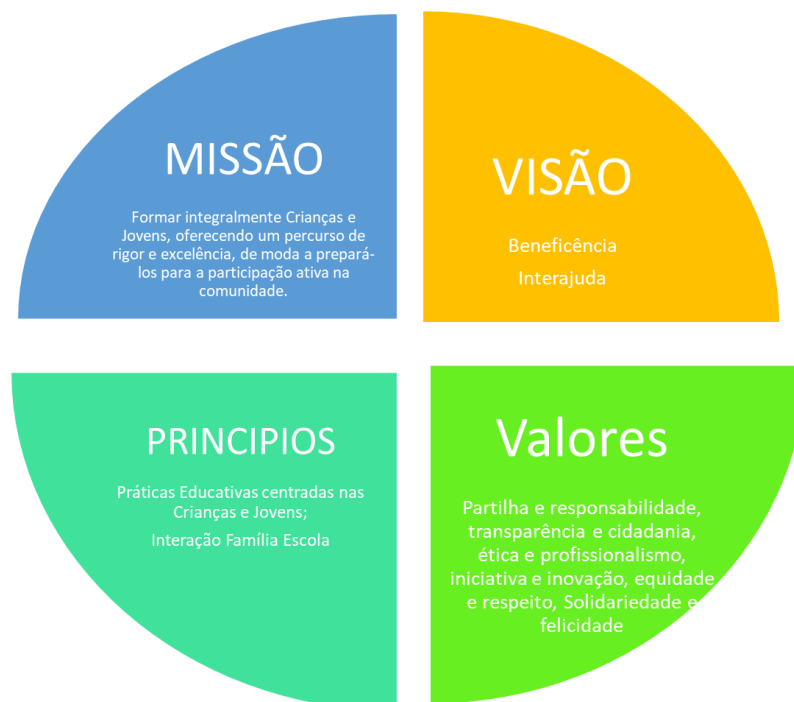 MISSÃO
Formar integralmente Crianças e
Jovens, oferecendo um percurso de
rigor e excelência, de moda a prepará-
los para a participação ativa na
comunidade.
VISÃO
Beneficência
Interajuda
PRINCIPIOS
Práticas Educativas centradas nas
Crianças e Jovens;
Interação Família Escola
Valores
Partilha e responsabilidade,
transparência e cidadania,
ética e profissionalismo,
iniciativa e inovação, equidade
e respeito, Solidariedade e
felicidade